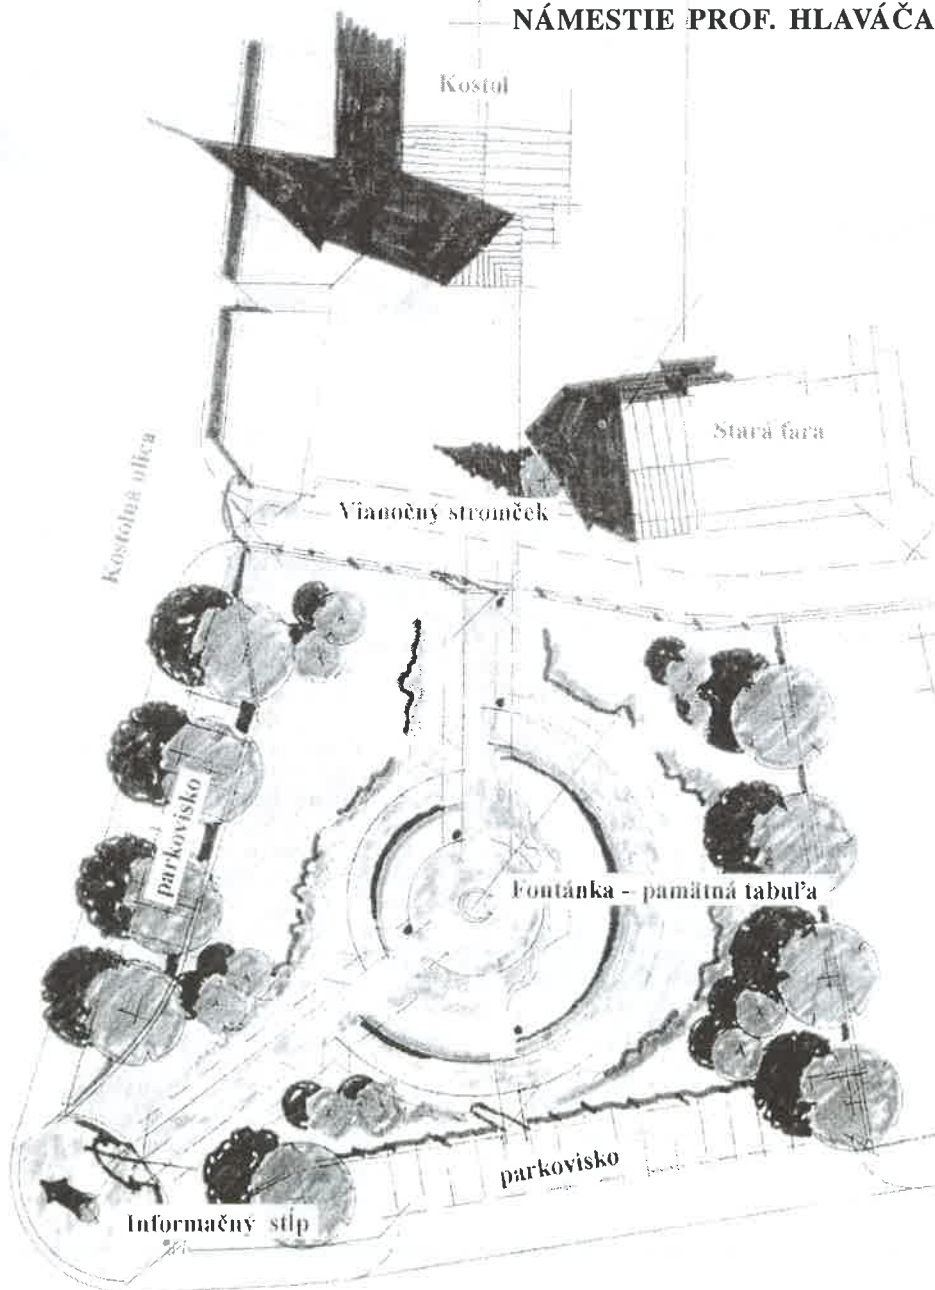 NÁMESTIE PROF. HLAVÁČA
Kostol
Stará fara
Kostolná ulica
Vianočný stromček
parkovisko
Fontánka – pamätná tabuľa
parkovisko
Informačný stĺp